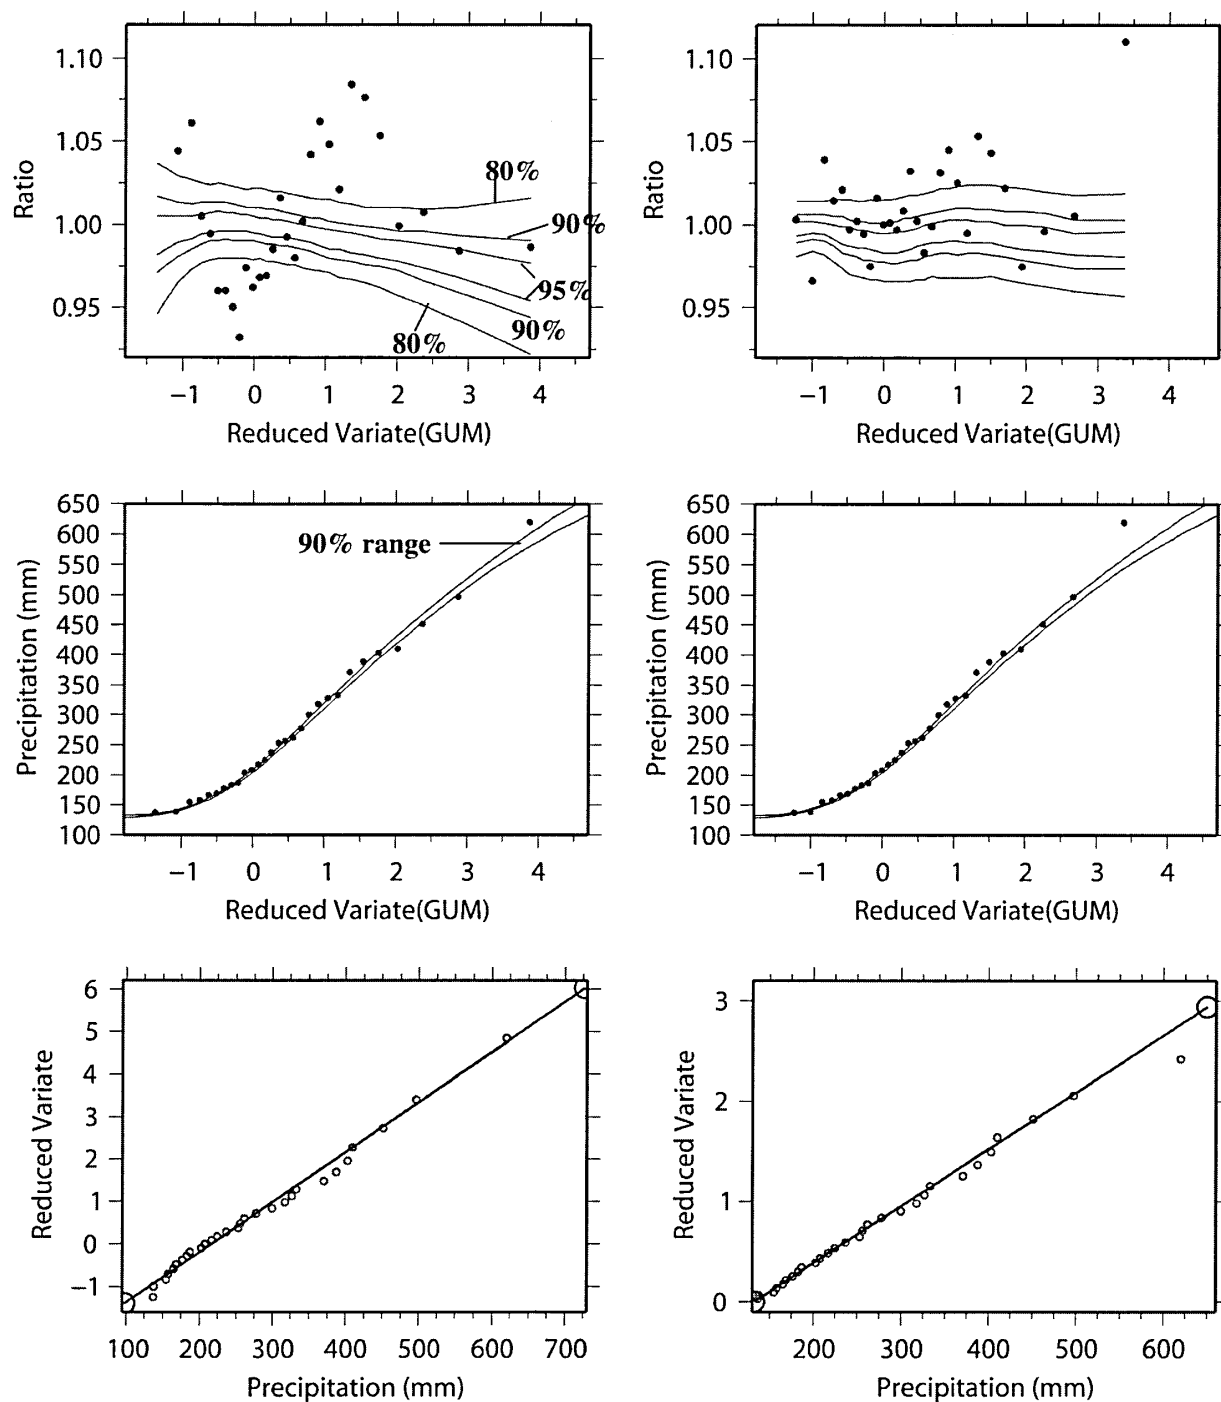 1.10
1.05
1.00
0.95
Ratio
80%
90%
95%
90%
80%
−1 0 1 2 3 4
Reduced Variate(GUM)
1.10
1.05
1.00
0.95
Ratio
−1 0 1 2 3 4
Reduced Variate(GUM)
650
600
550
500
450
400
350
300
250
200
150
100
Precipitation (mm)
90% range
−1 0 1 2 3 4
Reduced Variate(GUM)
650
600
550
500
450
400
350
300
250
200
150
100
Precipitation (mm)
−1 0 1 2 3 4
Reduced Variate(GUM)
6
5
4
3
2
1
0
−1
Reduced Variate
100 200 300 400 500 600 700
Precipitation (mm)
3
2
1
0
Reduced Variate
200 300 400 500 600
Precipitation (mm)